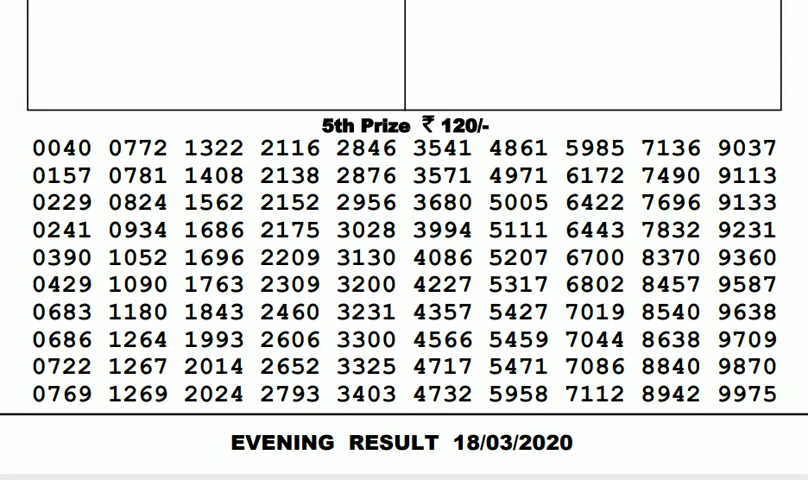 5th Prize ₹ 120/-
0040 0772 1322 2116 2846 3541 4861 5985 7136 9037
0157 0781 1408 2138 2876 3571 4971 6172 7490 9113
0229 0824 1562 2152 2956 3680 5005 6422 7696 9133
0241 0934 1686 2175 3028 3994 5111 6443 7832 9231
0390 1052 1696 2209 3130 4086 5207 6700 8370 9360
0429 1090 1763 2309 3200 4227 5317 6802 8457 9587
0683 1180 1843 2460 3231 4357 5427 7019 8540 9638
0686 1264 1993 2606 3300 4566 5459 7044 8638 9709
0722 1267 2014 2652 3325 4717 5471 7086 8840 9870
0769 1269 2024 2793 3403 4732 5958 7112 8942 9975
EVENING RESULT 18/03/2020